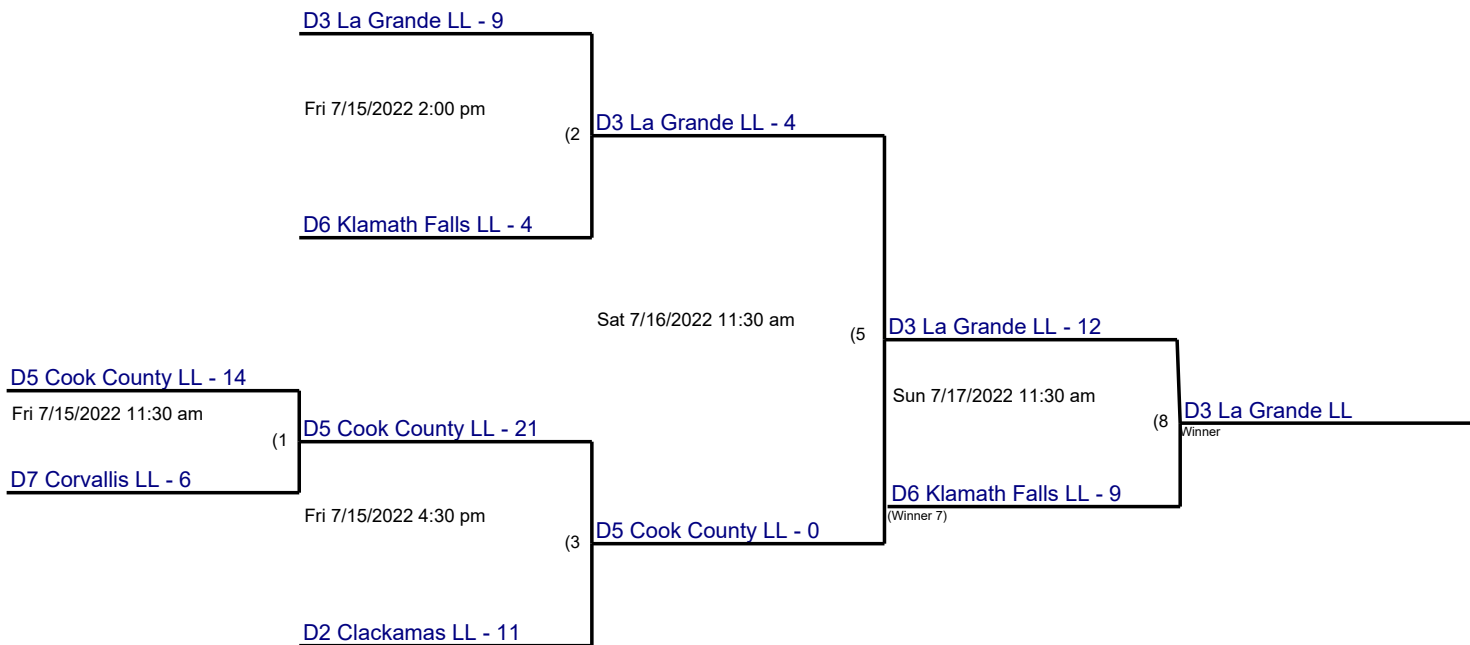 D3 La Grande LL - 9
Fri 7/15/2022 2:00 pm
(2
D3 La Grande LL - 4
D6 Klamath Falls LL - 4
Sat 7/16/2022 11:30 am
(5
D3 La Grande LL - 12
D5 Cook County LL - 14
Fri 7/15/2022 11:30 am
(1
D5 Cook County LL - 21
Sun 7/17/2022 11:30 am
(8
D3 La Grande LL
Winner
D7 Corvallis LL - 6
D6 Klamath Falls LL - 9
(Winner 7)
Fri 7/15/2022 4:30 pm
(3
D5 Cook County LL - 0
D2 Clackamas LL - 11